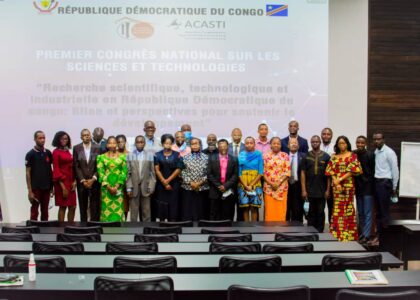 RÉPUBLIQUE DÉMOCRATIQUE DU CONGO
ACASTI
PREMIER CONGRÈS NATIONAL SUR LES
SCIENCES ET TECHNOLOGIES
"Recherche scientifique, technologique et
industrielle en République Démocratique du
congo: Bilan et perspectives pour soutenir le
développement"